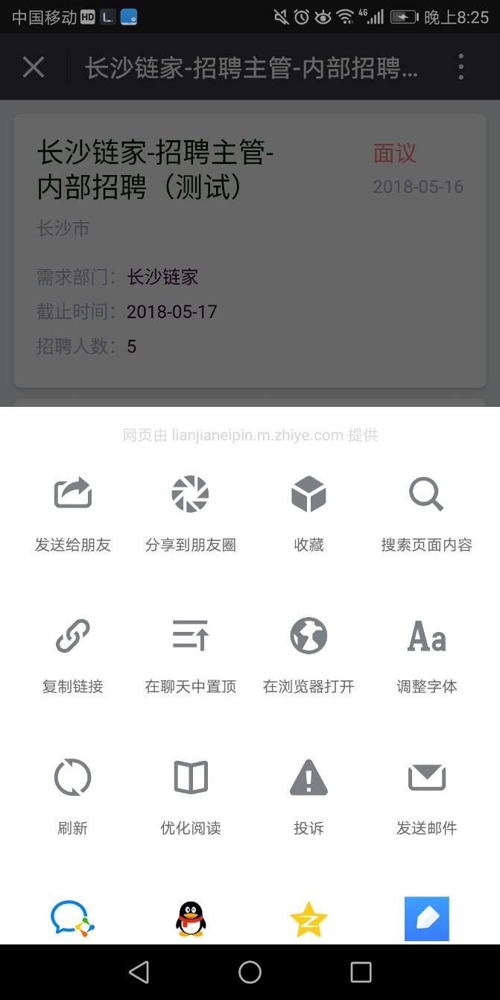 中国移动 HD L. 4G 晚上8:25
长沙链家-招聘主管-内部招聘...
长沙链家-招聘主管-
内部招聘（测试）
面议
2018-05-16
长沙市
需求部门：长沙链家
截止时间：2018-05-17
招聘人数：5
网页由 lianjianeipin.m.zhiye.com 提供
发送给朋友 分享到朋友圈 收藏 搜索页面内容
Aa
复制链接 在聊天中置顶 在浏览器打开 调整字体
刷新 优化阅读 投诉 发送邮件